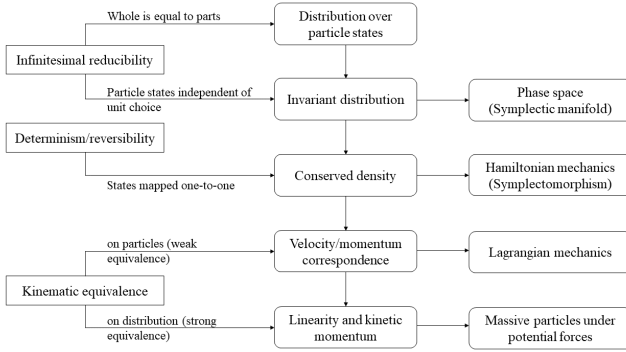 Whole is equal to parts
Distribution over
particle states
Infinitesimal reducibility
Particle states independent of
unit choice
Invariant distribution
Phase space
(Symplectic manifold)
Determinism/reversibility
States mapped one-to-one
Conserved density
Hamiltonian mechanics
(Symplectomorphism)
on particles (weak
equivalence)
Velocity/momentum
correspondence
Lagrangian mechanics
Kinematic equivalence
on distribution (strong
equivalence)
Linearity and kinetic
momentum
Massive particles under
potential forces